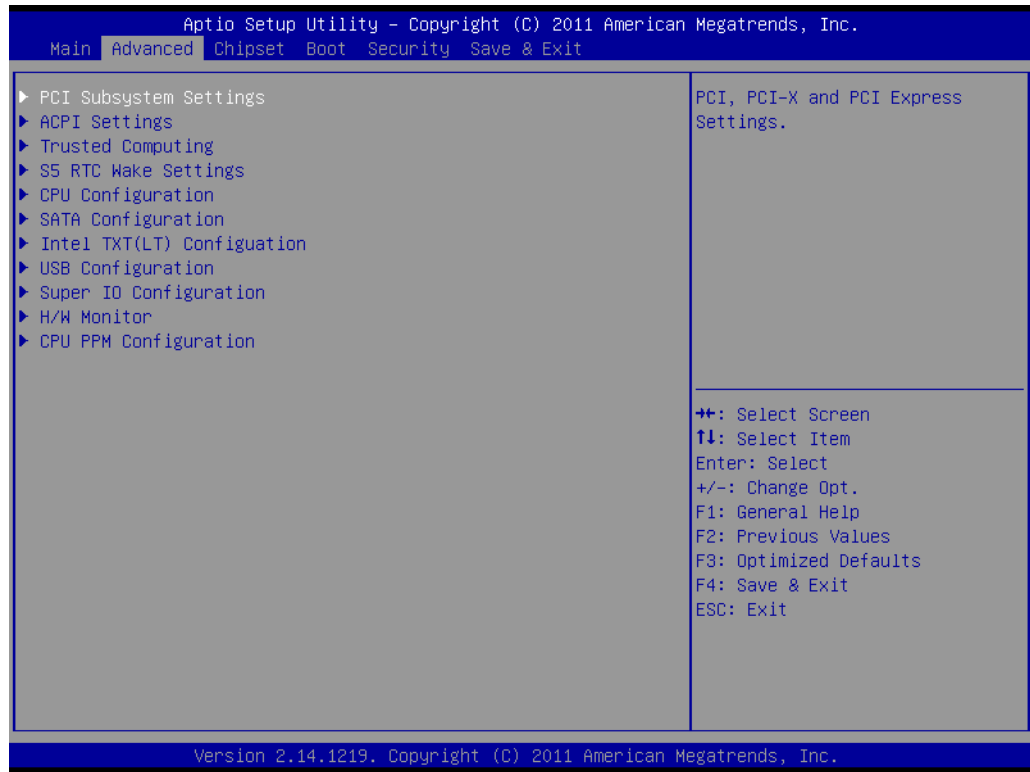 Aptio Setup Utility – Copyright (C) 2011 American Megatrends, Inc.
Main Advanced Chipset Boot Security Save & Exit
▶ PCI Subsystem Settings
▶ ACPI Settings
▶ Trusted Computing
▶ S5 RTC Wake Settings
▶ CPU Configuration
▶ SATA Configuration
▶ Intel TXT(LT) Configuation
▶ USB Configuration
▶ Super IO Configuration
▶ H/W Monitor
▶ CPU PPM Configuration
PCI, PCI-X and PCI Express
Settings.
→←: Select Screen
↑↓: Select Item
Enter: Select
+/-: Change Opt.
F1: General Help
F2: Previous Values
F3: Optimized Defaults
F4: Save & Exit
ESC: Exit
Version 2.14.1219. Copyright (C) 2011 American Megatrends, Inc.